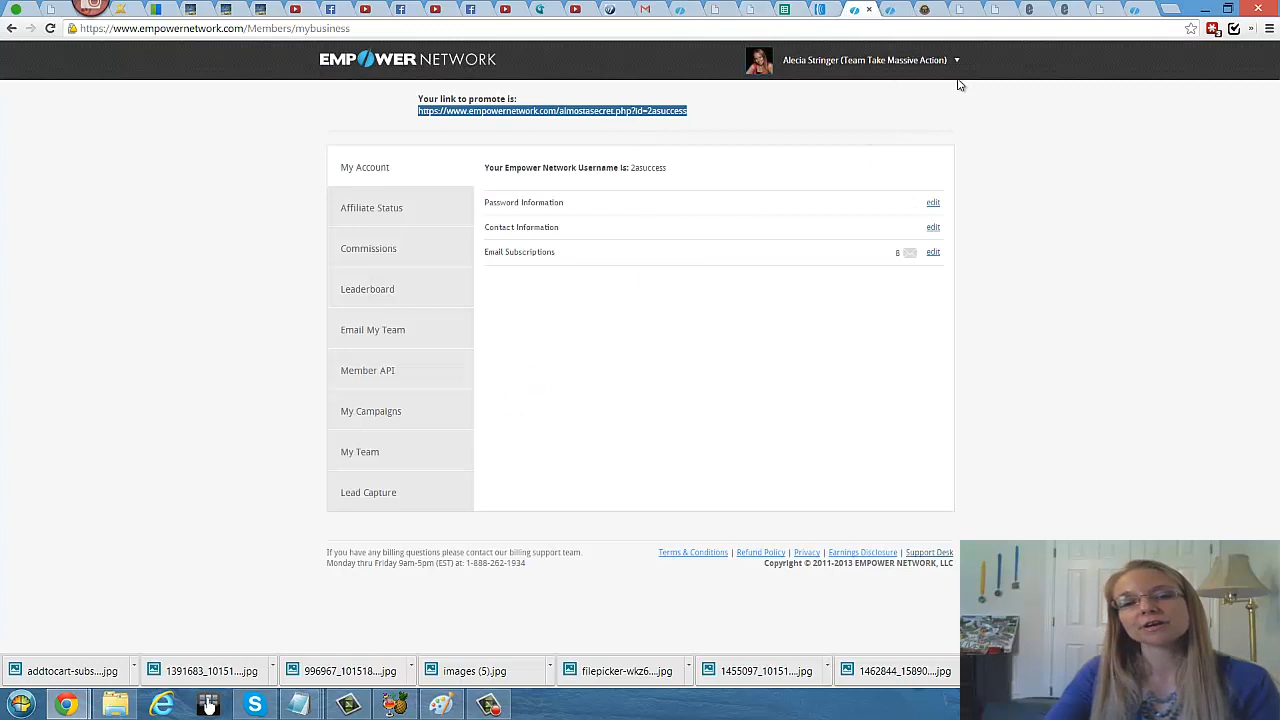 https://www.empowernetwork.com/Members/mybusiness
EMPOWER NETWORK
Alecia Stringer (Team Take Massive Action)
Your link to promote is:
https://www.empowernetwork.com/almostasecret.php?id=2asuccess
My Account
Your Empower Network Username Is: 2asuccess
Password Information
edit
Affiliate Status
Contact Information
edit
Commissions
Email Subscriptions
8
edit
Leaderboard
Email My Team
Member API
My Campaigns
My Team
Lead Capture
If you have any billing questions please contact our billing support team.
Monday thru Friday 9am-5pm (EST) at: 1-888-262-1934
Terms & Conditions | Refund Policy | Privacy | Earnings Disclosure | Support Desk
Copyright © 2011-2013 EMPOWER NETWORK, LLC
addtocart-subs....jpg
1391683_10151....jpg
996967_101518....jpg
images (5).jpg
filepicker-wkz6....jpg
1455097_10151....jpg
1462844_15890....jpg